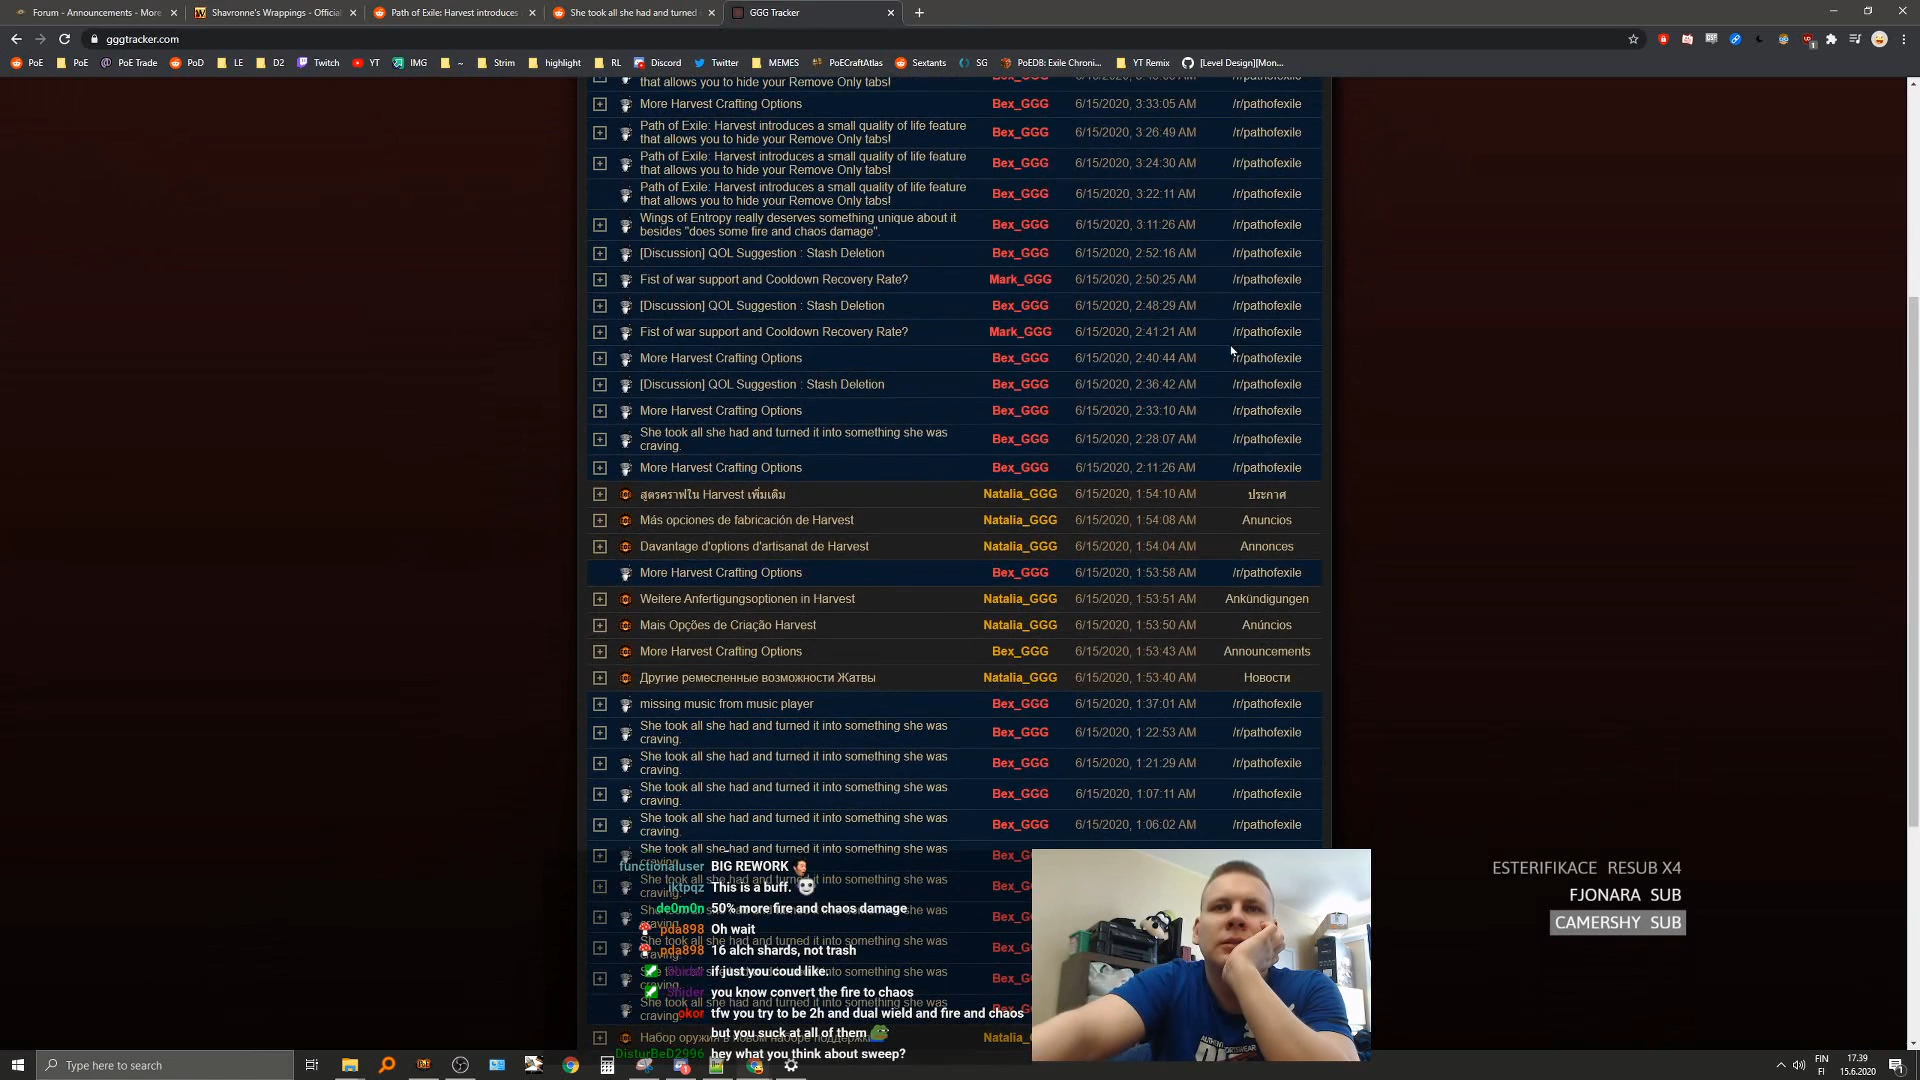 Forum - Announcements - More
Shavronne's Wrappings - Official
Path of Exile: Harvest introduces
She took all she had and turned
GGG Tracker
gggtracker.com
PoE
PoE
PoE Trade
PoD
LE
D2
Twitch
YT
IMG
~
Strim
highlight
RL
Discord
Twitter
MEMES
PoECraftAtlas
Sextants
SG
PoEDB: Exile Chroni...
YT Remix
[Level Design][Mon...
that allows you to hide your Remove Only tabs!
More Harvest Crafting Options Bex_GGG 6/15/2020, 3:33:05 AM /r/pathofexile
Path of Exile: Harvest introduces a small quality of life feature
that allows you to hide your Remove Only tabs! Bex_GGG 6/15/2020, 3:26:49 AM /r/pathofexile
Path of Exile: Harvest introduces a small quality of life feature
that allows you to hide your Remove Only tabs! Bex_GGG 6/15/2020, 3:24:30 AM /r/pathofexile
Path of Exile: Harvest introduces a small quality of life feature
that allows you to hide your Remove Only tabs! Bex_GGG 6/15/2020, 3:22:11 AM /r/pathofexile
Wings of Entropy really deserves something unique about it
besides "does some fire and chaos damage". Bex_GGG 6/15/2020, 3:11:26 AM /r/pathofexile
[Discussion] QOL Suggestion : Stash Deletion Bex_GGG 6/15/2020, 2:52:16 AM /r/pathofexile
Fist of war support and Cooldown Recovery Rate? Mark_GGG 6/15/2020, 2:50:25 AM /r/pathofexile
[Discussion] QOL Suggestion : Stash Deletion Bex_GGG 6/15/2020, 2:48:29 AM /r/pathofexile
Fist of war support and Cooldown Recovery Rate? Mark_GGG 6/15/2020, 2:41:21 AM /r/pathofexile
More Harvest Crafting Options Bex_GGG 6/15/2020, 2:40:44 AM /r/pathofexile
[Discussion] QOL Suggestion : Stash Deletion Bex_GGG 6/15/2020, 2:36:42 AM /r/pathofexile
More Harvest Crafting Options Bex_GGG 6/15/2020, 2:33:10 AM /r/pathofexile
She took all she had and turned it into something she was
craving. Bex_GGG 6/15/2020, 2:28:07 AM /r/pathofexile
More Harvest Crafting Options Bex_GGG 6/15/2020, 2:11:26 AM /r/pathofexile
สูตรคราฟใน Harvest เพิ่มเติม Natalia_GGG 6/15/2020, 1:54:10 AM ประกาศ
Más opciones de fabricación de Harvest Natalia_GGG 6/15/2020, 1:54:08 AM Anuncios
Davantage d'options d'artisanat de Harvest Natalia_GGG 6/15/2020, 1:54:04 AM Annonces
More Harvest Crafting Options Bex_GGG 6/15/2020, 1:53:58 AM /r/pathofexile
Weitere Anfertigungsoptionen in Harvest Natalia_GGG 6/15/2020, 1:53:51 AM Ankündigungen
Mais Opções de Criação Harvest Natalia_GGG 6/15/2020, 1:53:50 AM Anúncios
More Harvest Crafting Options Bex_GGG 6/15/2020, 1:53:43 AM Announcements
Другие ремесленные возможности Жатвы Natalia_GGG 6/15/2020, 1:53:40 AM Новости
missing music from music player Bex_GGG 6/15/2020, 1:37:01 AM /r/pathofexile
She took all she had and turned it into something she was
craving. Bex_GGG 6/15/2020, 1:22:53 AM /r/pathofexile
She took all she had and turned it into something she was
craving. Bex_GGG 6/15/2020, 1:21:29 AM /r/pathofexile
She took all she had and turned it into something she was
craving. Bex_GGG 6/15/2020, 1:07:11 AM /r/pathofexile
She took all she had and turned it into something she was
craving. Bex_GGG 6/15/2020, 1:06:02 AM /r/pathofexile
She took all she had and turned it into something she was
functionaluser BIG REWORK
iktpqz This is a buff.
de0m0n 50% more fire and chaos damage
pda898 Oh wait
pda898 16 alch shards, not trash
Shider if just you coud like.
Shider you know convert the fire to chaos
okor tfw you try to be 2h and dual wield and fire and chaos
but you suck at all of them
Набор оружия в новом наборе поддержки Natalia_
DisturBeD2996 hey what you think about sweep?
ESTERIFIKACE RESUB X4
FJONARA SUB
CAMERSHY SUB
Type here to search
FIN
FI
17.39
15.6.2020